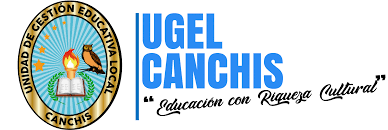 UNIDAD DE GESTIÓN EDUCATIVA LOCAL
CANCHIS
UGEL
CANCHIS
“Educación con Riqueza Cultural”